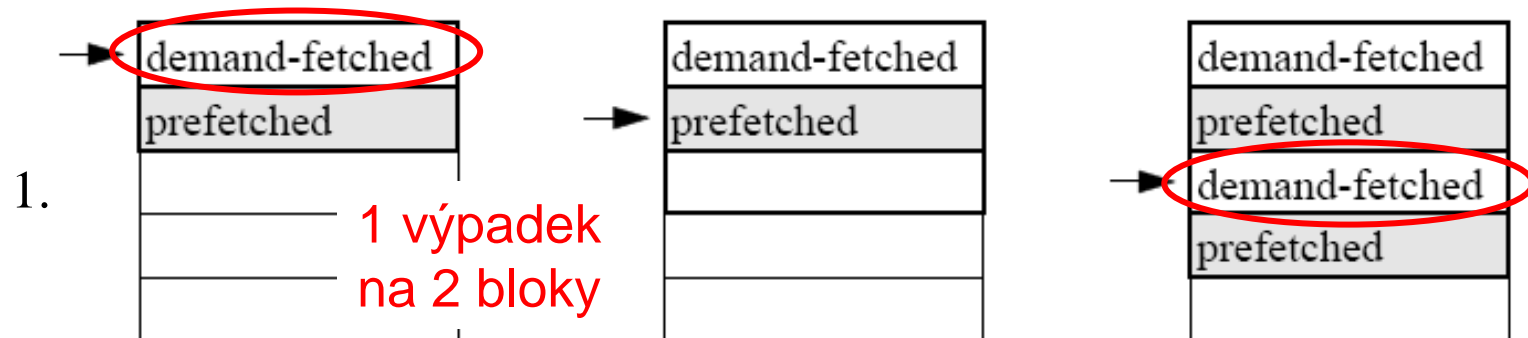 1.
demand-fetched
prefetched
1 výpadek
na 2 bloky
demand-fetched
prefetched
demand-fetched
prefetched
demand-fetched
prefetched